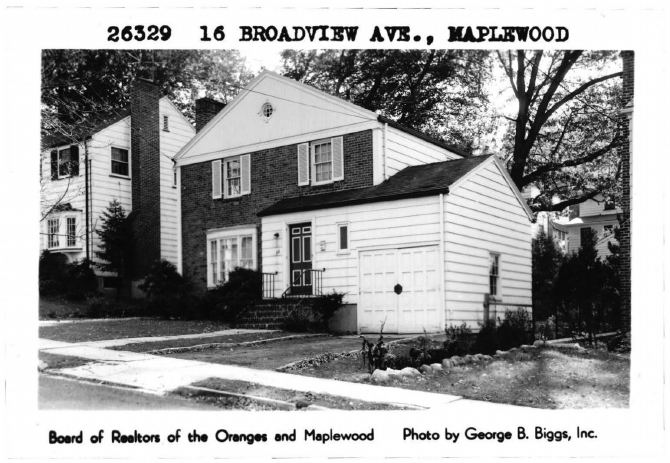 26329 16 BROADVIEW AVE., MAPLEWOOD
Board of Realtors of the Oranges and Maplewood Photo by George B. Biggs, Inc.